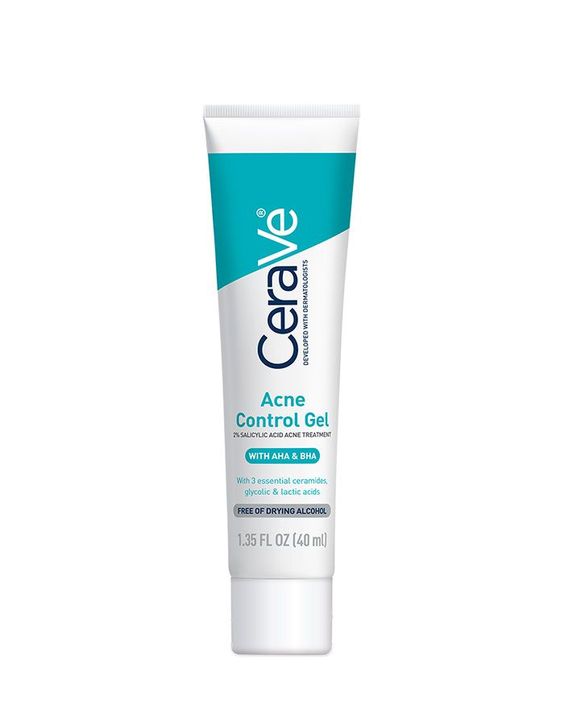 CeraVe®
DEVELOPED WITH DERMATOLOGISTS
Acne
Control Gel
2% SALICYLIC ACID ACNE TREATMENT
WITH AHA & BHA
With 3 essential ceramides,
glycolic & lactic acids
FREE OF DRYING ALCOHOL
1.35 FL OZ (40 ml)